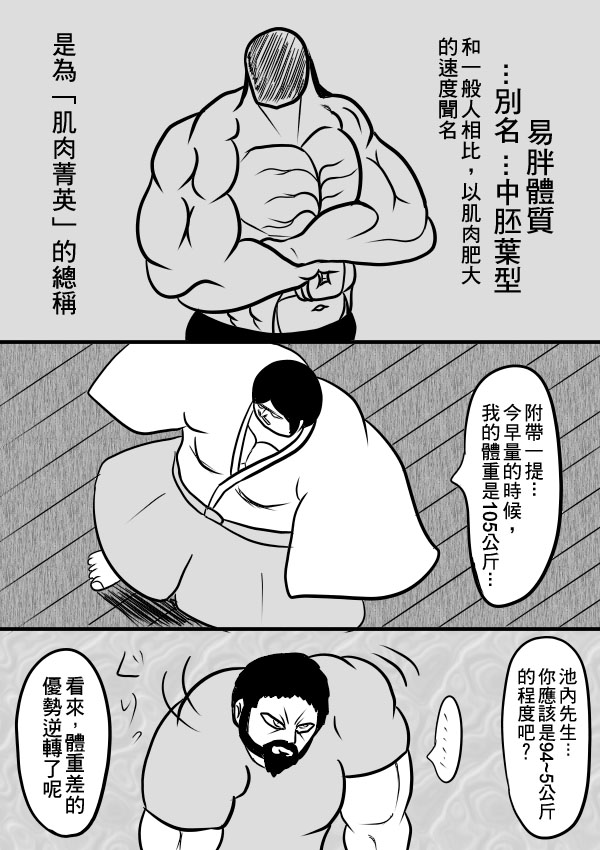 易胖體質
…別名…中胚葉型
和一般人相比，以肌肉肥大
的速度聞名
是為「肌肉菁英」的總稱
附帶一提…
今早量的時候，
我的體重是105公斤…
池內先生…
你應該是94~5公斤
的程度吧？
………
看來，體重差的
優勢逆轉了呢